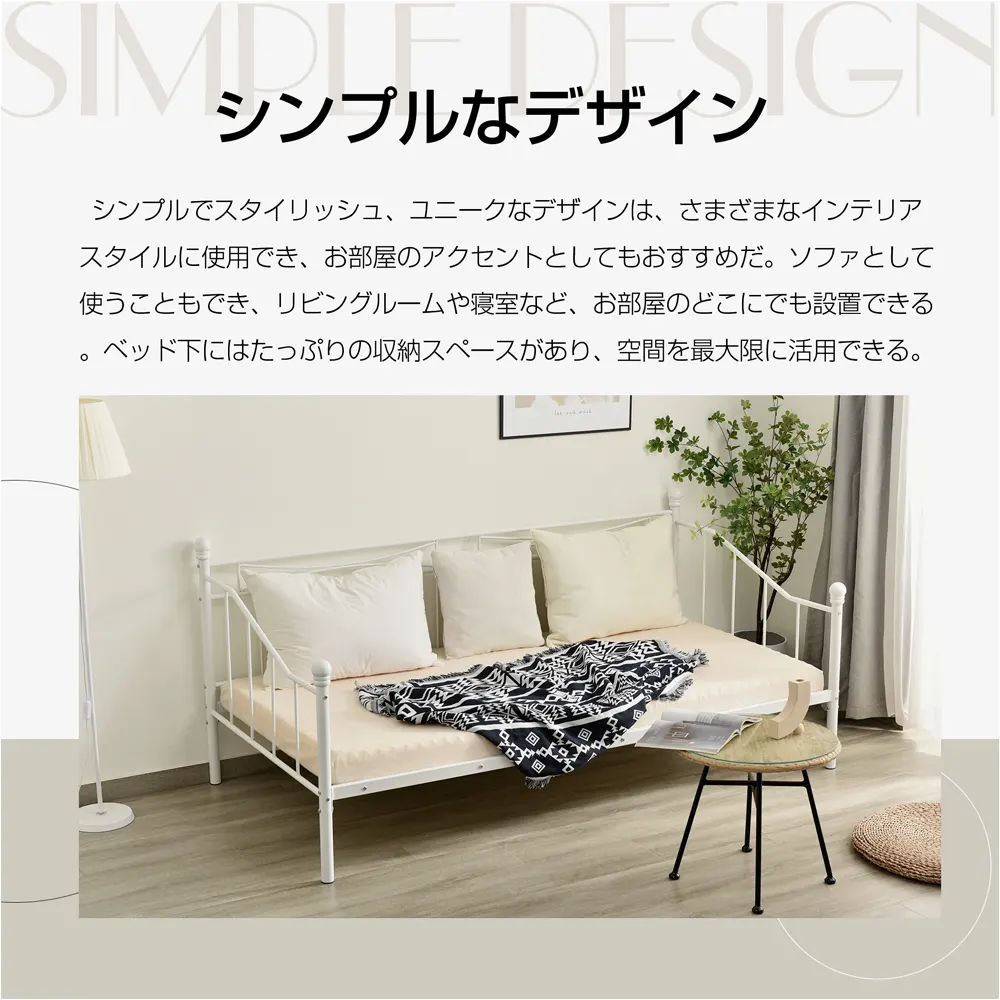 SIMPLE DESIGN
シンプルなデザイン
シンプルでスタイリッシュ、ユニークなデザインは、さまざまなインテリア
スタイルに使用でき、お部屋のアクセントとしてもおすすめだ。ソファとして
使うこともでき、リビングルームや寝室など、お部屋のどこにでも設置できる
。ベッド下にはたっぷりの収納スペースがあり、空間を最大限に活用できる。